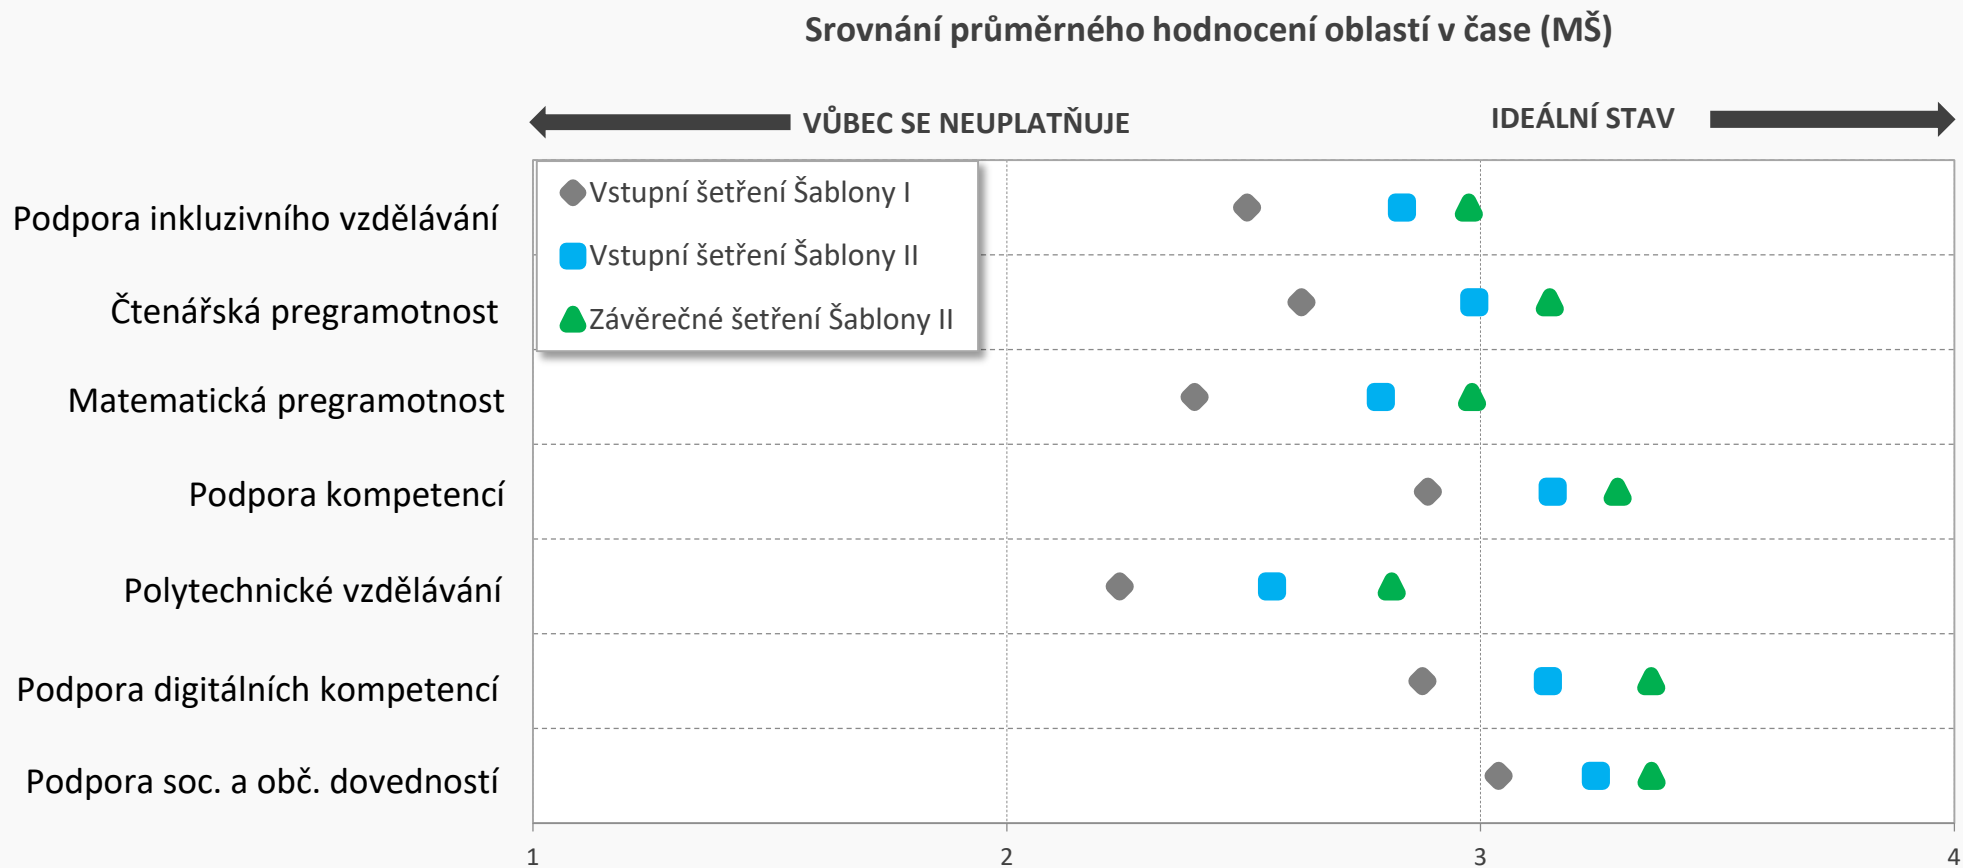 Srovnání průměrného hodnocení oblastí v čase (MŠ)
VŮBEC SE NEUPLATŇUJE
IDEÁLNÍ STAV
Vstupní šetření Šablony I
Vstupní šetření Šablony II
Závěrečné šetření Šablony II
Podpora inkluzivního vzdělávání
Čtenářská pregramotnost
Matematická pregramotnost
Podpora kompetencí
Polytechnické vzdělávání
Podpora digitálních kompetencí
Podpora soc. a obč. dovedností
1 2 3 4